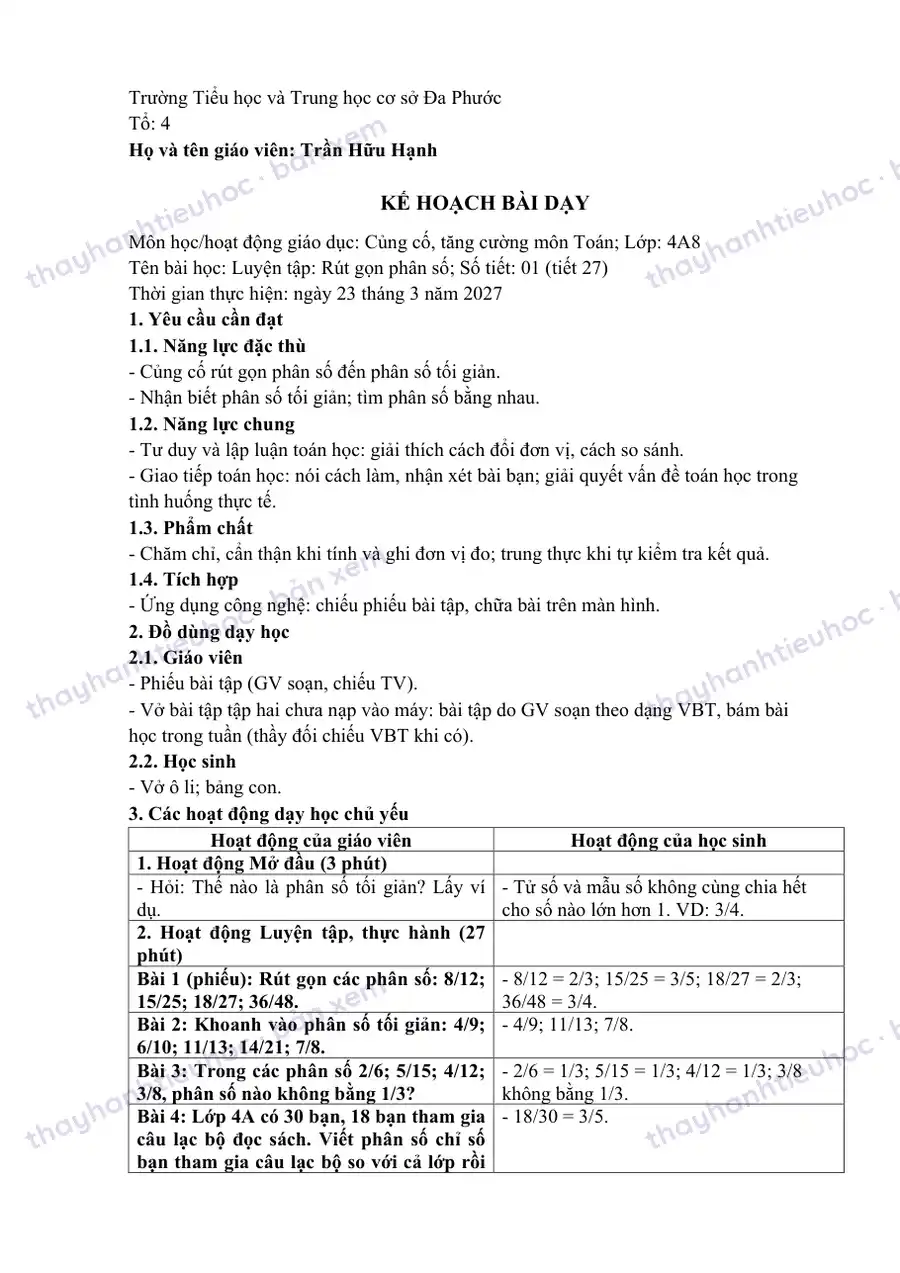 Trường Tiểu học và Trung học cơ sở Đa Phước
Tổ: 4
Họ và tên giáo viên: Trần Hữu Hạnh
KẾ HOẠCH BÀI DẠY
Môn học/hoạt động giáo dục: Củng cố, tăng cường môn Toán; Lớp: 4A8
Tên bài học: Luyện tập: Rút gọn phân số; Số tiết: 01 (tiết 27)
Thời gian thực hiện: ngày 23 tháng 3 năm 2027
1. Yêu cầu cần đạt
1.1. Năng lực đặc thù
- Củng cố rút gọn phân số đến phân số tối giản.
- Nhận biết phân số tối giản; tìm phân số bằng nhau.
1.2. Năng lực chung
- Tư duy và lập luận toán học: giải thích cách đổi đơn vị, cách so sánh.
- Giao tiếp toán học: nói cách làm, nhận xét bài bạn; giải quyết vấn đề toán học trong
tình huống thực tế.
1.3. Phẩm chất
- Chăm chỉ, cẩn thận khi tính và ghi đơn vị đo; trung thực khi tự kiểm tra kết quả.
1.4. Tích hợp
- Ứng dụng công nghệ: chiếu phiếu bài tập, chữa bài trên màn hình.
2. Đồ dùng dạy học
2.1. Giáo viên
- Phiếu bài tập (GV soạn, chiếu TV).
- Vở bài tập tập hai chưa nạp vào máy: bài tập do GV soạn theo dạng VBT, bám bài
học trong tuần (thầy đối chiếu VBT khi có).
2.2. Học sinh
- Vở ô li; bảng con.
3. Các hoạt động dạy học chủ yếu
Hoạt động của giáo viên
Hoạt động của học sinh
1. Hoạt động Mở đầu (3 phút)
- Hỏi: Thế nào là phân số tối giản? Lấy ví
dụ.
- Tử số và mẫu số không cùng chia hết
cho số nào lớn hơn 1. VD: 3/4.
2. Hoạt động Luyện tập, thực hành (27
phút)
Bài 1 (phiếu): Rút gọn các phân số: 8/12;
15/25; 18/27; 36/48.
- 8/12 = 2/3; 15/25 = 3/5; 18/27 = 2/3;
36/48 = 3/4.
Bài 2: Khoanh vào phân số tối giản: 4/9;
6/10; 11/13; 14/21; 7/8.
- 4/9; 11/13; 7/8.
Bài 3: Trong các phân số 2/6; 5/15; 4/12;
3/8, phân số nào không bằng 1/3?
- 2/6 = 1/3; 5/15 = 1/3; 4/12 = 1/3; 3/8
không bằng 1/3.
Bài 4: Lớp 4A có 30 bạn, 18 bạn tham gia
câu lạc bộ đọc sách. Viết phân số chỉ số
bạn tham gia câu lạc bộ so với cả lớp rồi
- 18/30 = 3/5.
thayhanhtieuhoc · bản xem
thayhanhtieuhoc · b
thayhanhtieuhoc · bản xem
thayhanhtieuhoc · b
thayhanhtieuhoc · bản xem
thayhanhtieuhoc · b